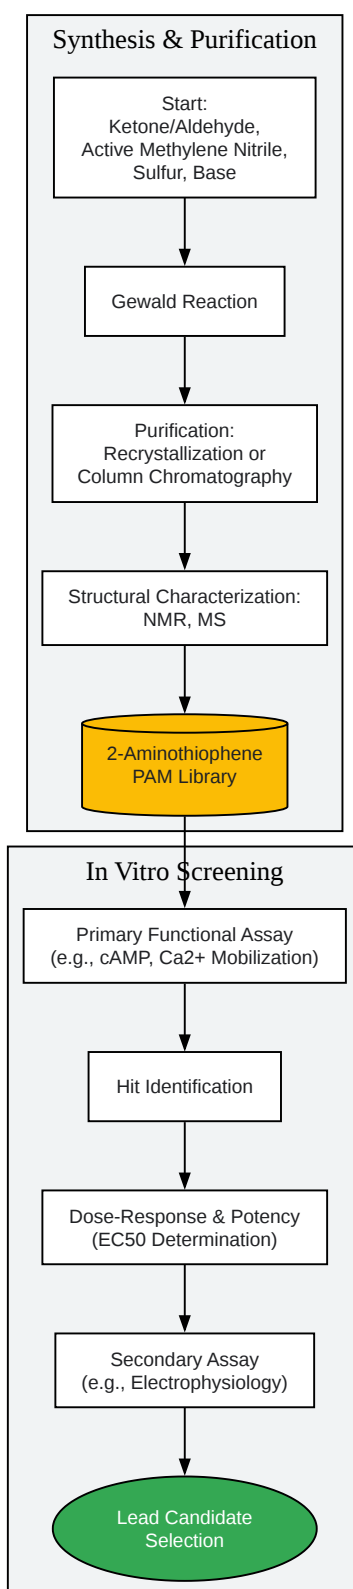 Synthesis & Purification
Start:
Ketone/Aldehyde,
Active Methylene Nitrile,
Sulfur, Base
Gewald Reaction
Purification:
Recrystallization or
Column Chromatography
Structural Characterization:
NMR, MS
2-Aminothiophene
PAM Library
In Vitro Screening
Primary Functional Assay
(e.g., cAMP, Ca2+ Mobilization)
Hit Identification
Dose-Response & Potency
(EC50 Determination)
Secondary Assay
(e.g., Electrophysiology)
Lead Candidate
Selection